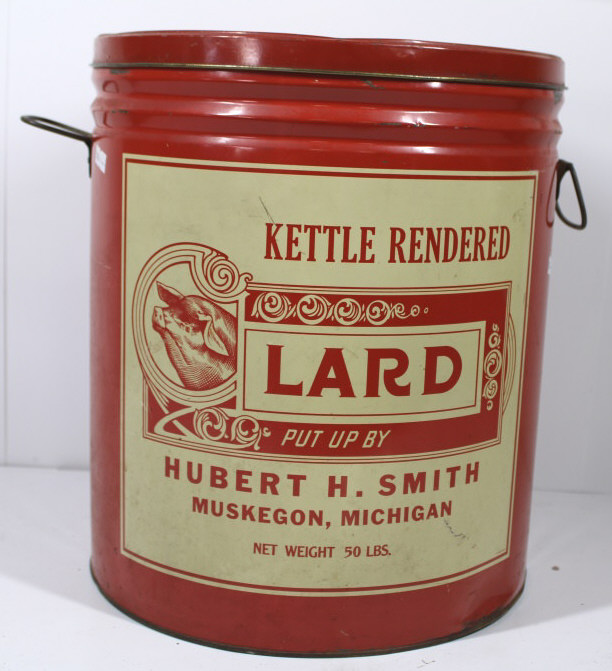 KETTLE RENDERED
LARD
PUT UP BY
HUBERT H. SMITH
MUSKEGON, MICHIGAN
NET WEIGHT 50 LBS.